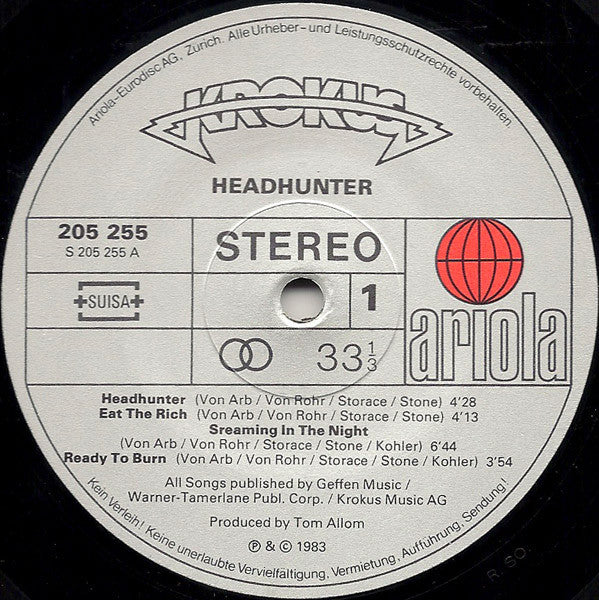 Ariola-Eurodisc AG, Zürich. Alle Urheber- und Leistungsschutzrechte vorbehalten.
KROKUS
HEADHUNTER
205 255
S 205 255 A
STEREO
SUISA
1
33 1/3
ariola
Headhunter (Von Arb / Von Rohr / Storace / Stone) 4'28
Eat The Rich (Von Arb / Von Rohr / Storace / Stone) 4'13
Sreaming In The Night
(Von Arb / Von Rohr / Storace / Stone / Kohler) 6'44
Ready To Burn (Von Arb / Von Rohr / Storace / Stone / Kohler) 3'54
All Songs published by Geffen Music /
Warner-Tamerlane Publ. Corp. / Krokus Music AG
Produced by Tom Allom
℗ & © 1983
Kein Verleih! Keine unerlaubte Vervielfältigung, Vermietung, Aufführung, Sendung!